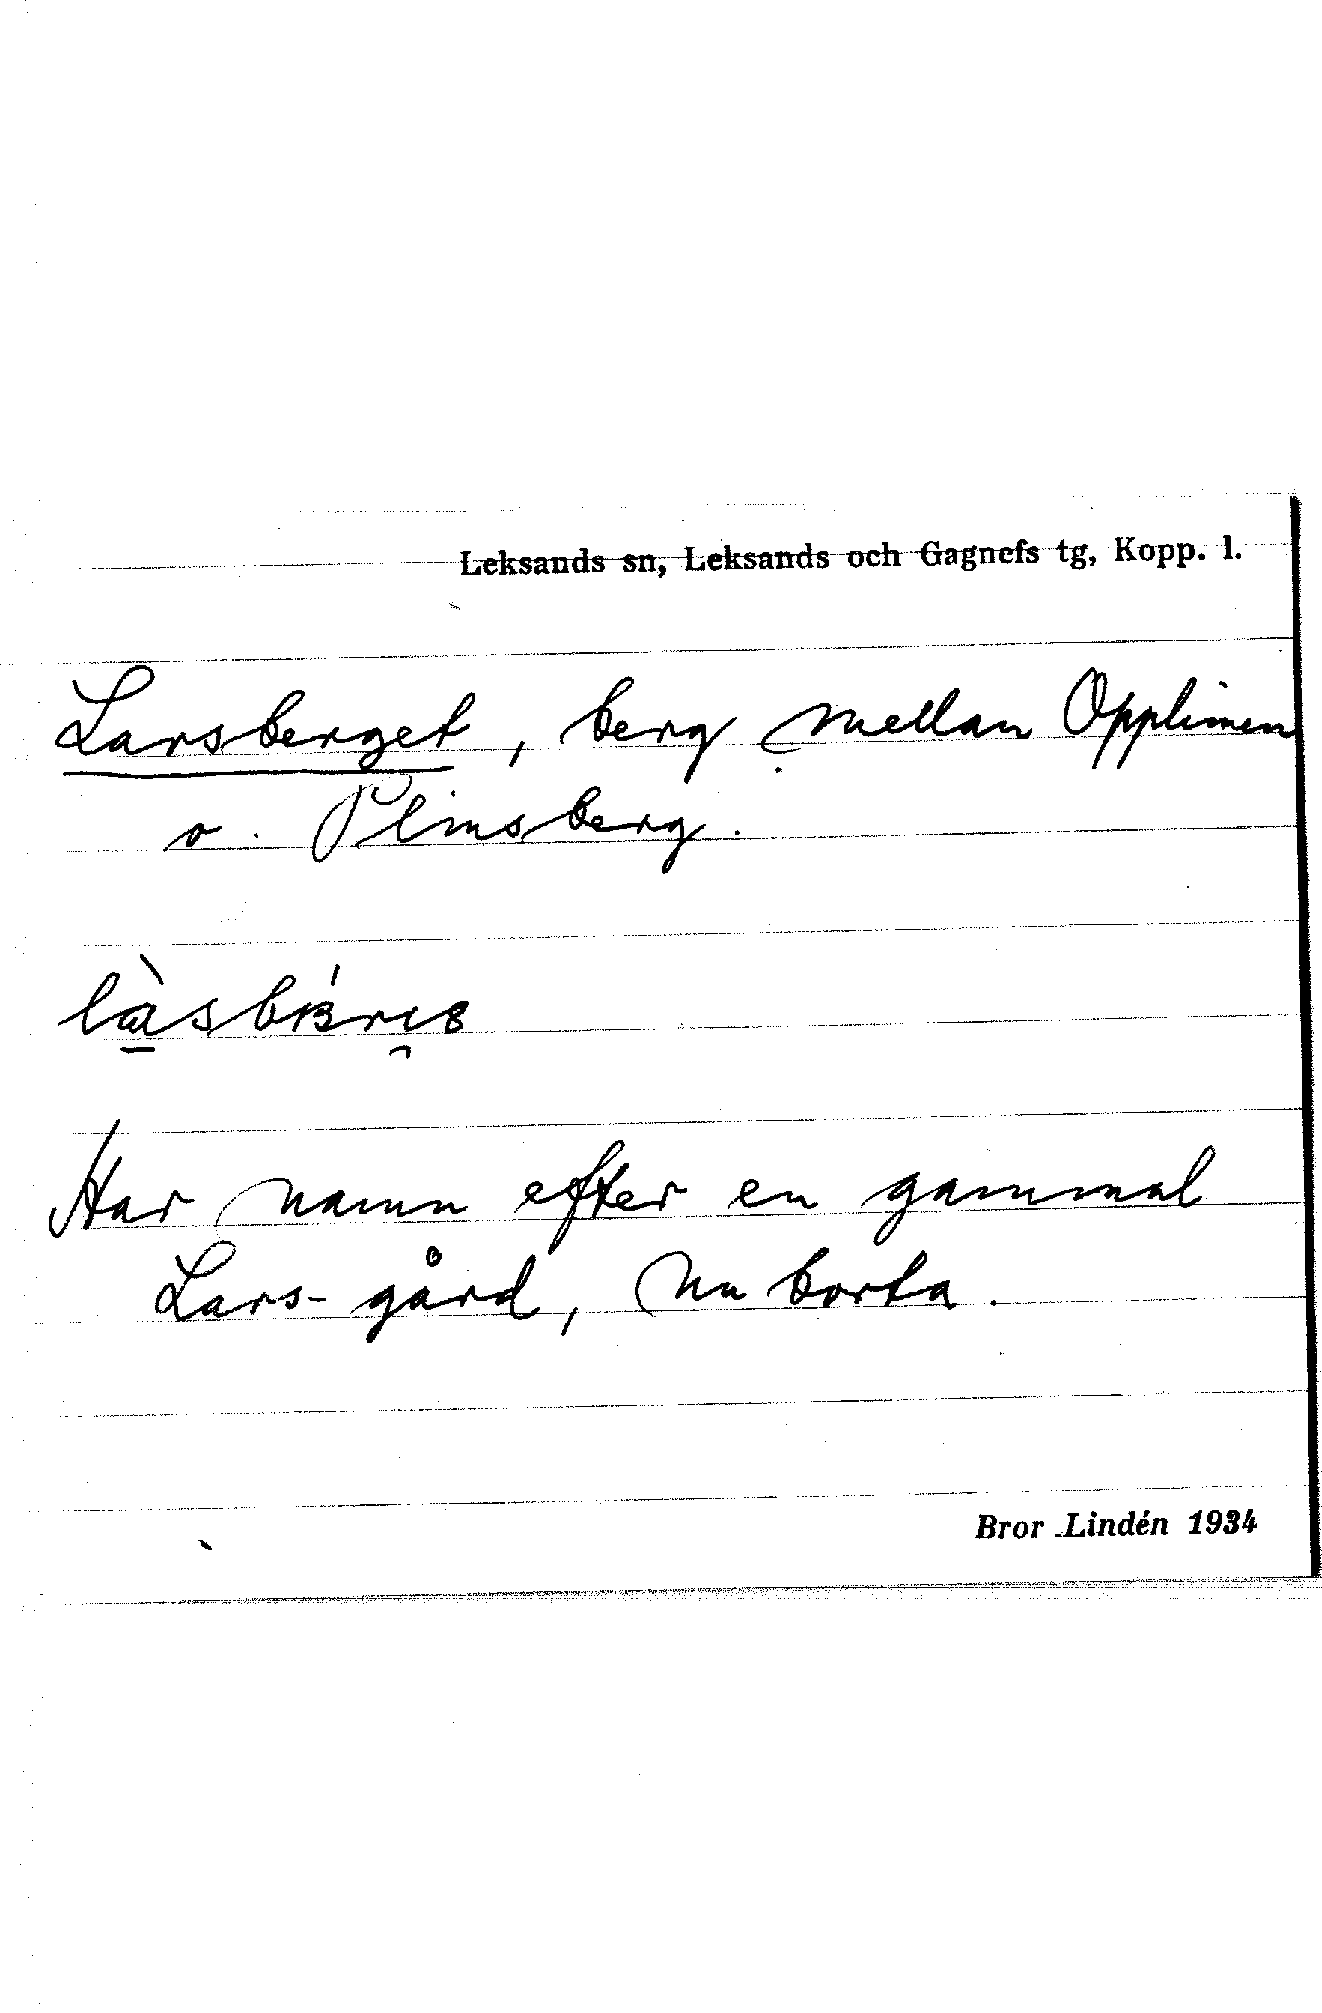 Leksands sn, Leksands och Gagnefs tg, Kopp. l.
Larsberget, berg mellan Opplimen
o. Plinsberg.
Har namn efter en gammal
Lars-gård, nu borta.
Bror Lindén 1934